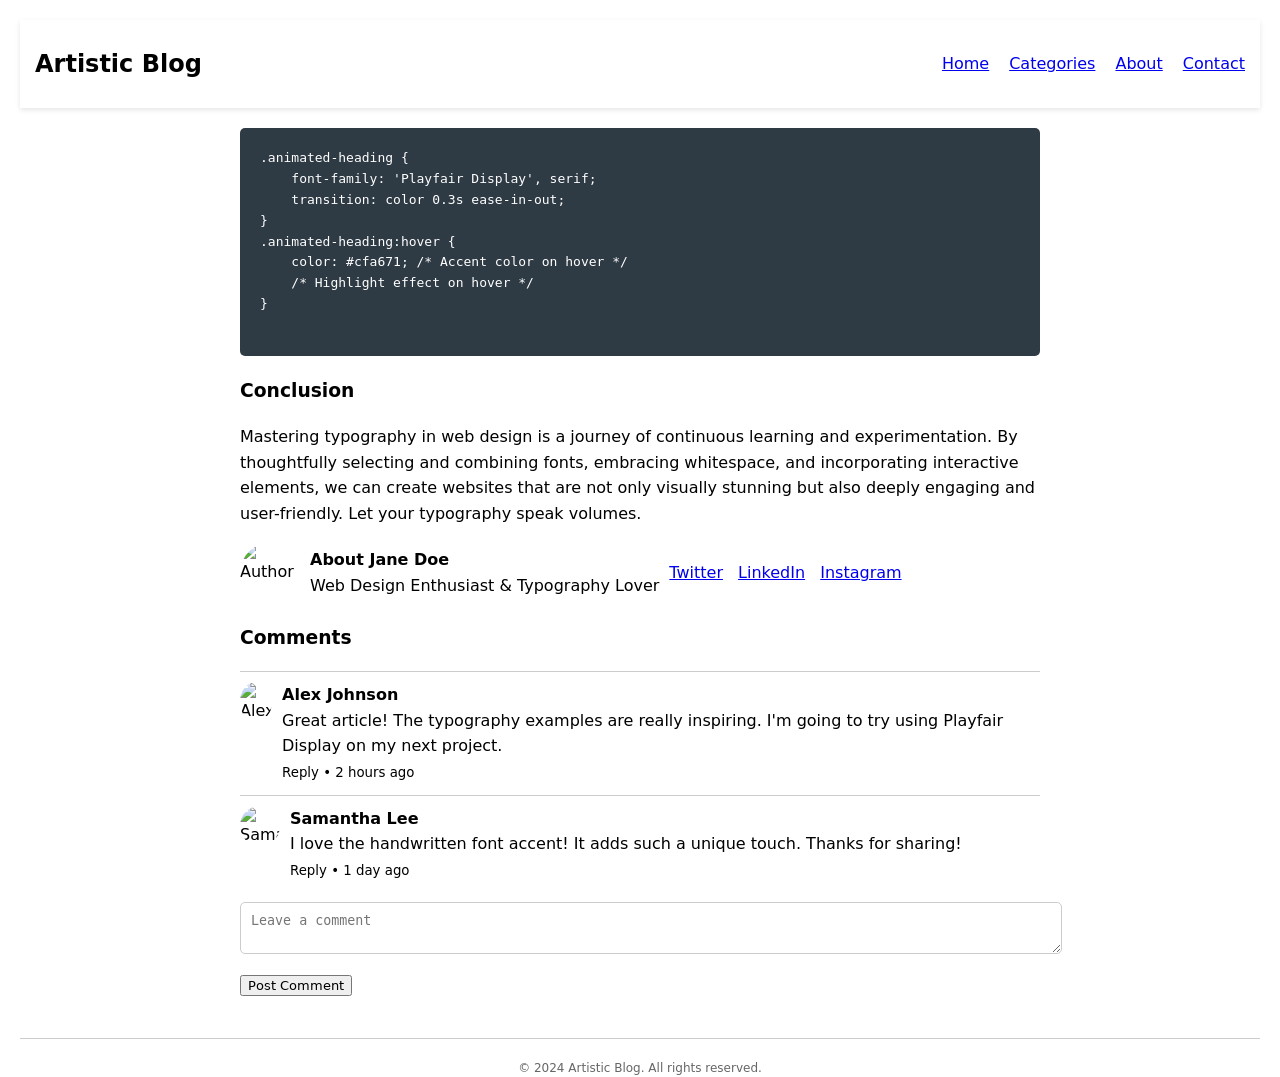 Artistic Blog
Home Categories About Contact
.animated-heading {
    font-family: 'Playfair Display', serif;
    transition: color 0.3s ease-in-out;
}
.animated-heading:hover {
    color: #cfa671; /* Accent color on hover */
    /* Highlight effect on hover */
}
Conclusion
Mastering typography in web design is a journey of continuous learning and experimentation. By
thoughtfully selecting and combining fonts, embracing whitespace, and incorporating interactive
elements, we can create websites that are not only visually stunning but also deeply engaging and
user-friendly. Let your typography speak volumes.
Author
About Jane Doe
Web Design Enthusiast & Typography Lover
Twitter LinkedIn Instagram
Comments
Alex
Alex Johnson
Great article! The typography examples are really inspiring. I'm going to try using Playfair
Display on my next project.
Reply • 2 hours ago
Sama
Samantha Lee
I love the handwritten font accent! It adds such a unique touch. Thanks for sharing!
Reply • 1 day ago
Leave a comment
Post Comment
© 2024 Artistic Blog. All rights reserved.